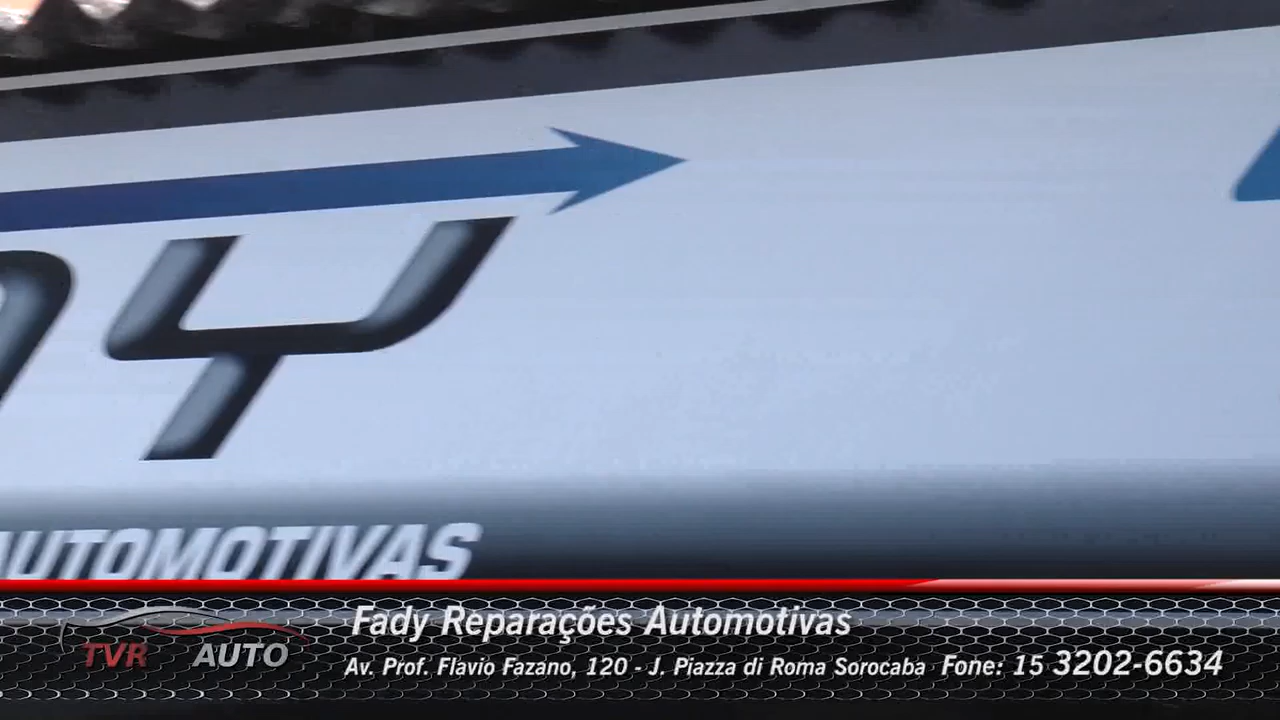 DY
AUTOMOTIVAS
Fady Reparações Automotivas
TVR AUTO
Av. Prof. Flavio Fazano, 120 - J. Piazza di Roma Sorocaba Fone: 15 3202-6634